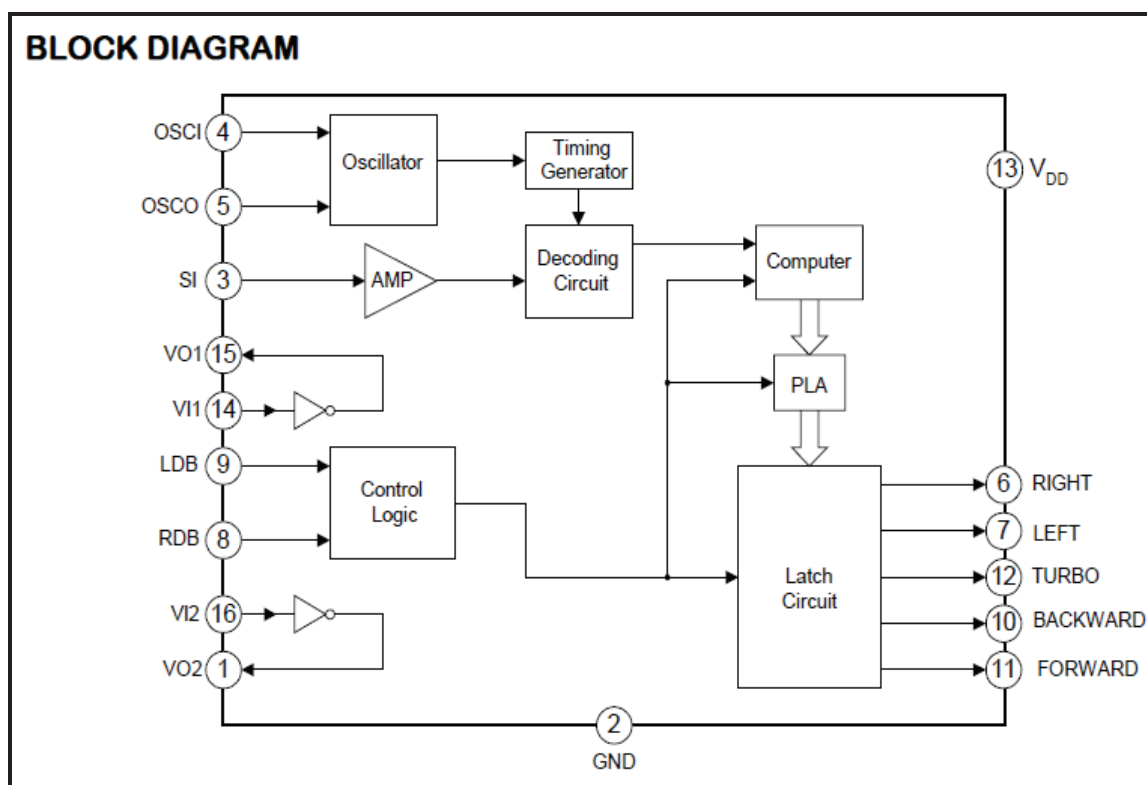 BLOCK DIAGRAM
OSCI 4
OSCO 5
Oscillator
Timing
Generator
13 VDD
SI 3
AMP
Decoding
Circuit
Computer
VO1 15
VI1 14
PLA
LDB 9
RDB 8
Control
Logic
VI2 16
VO2 1
Latch
Circuit
6 RIGHT
7 LEFT
12 TURBO
10 BACKWARD
11 FORWARD
2
GND